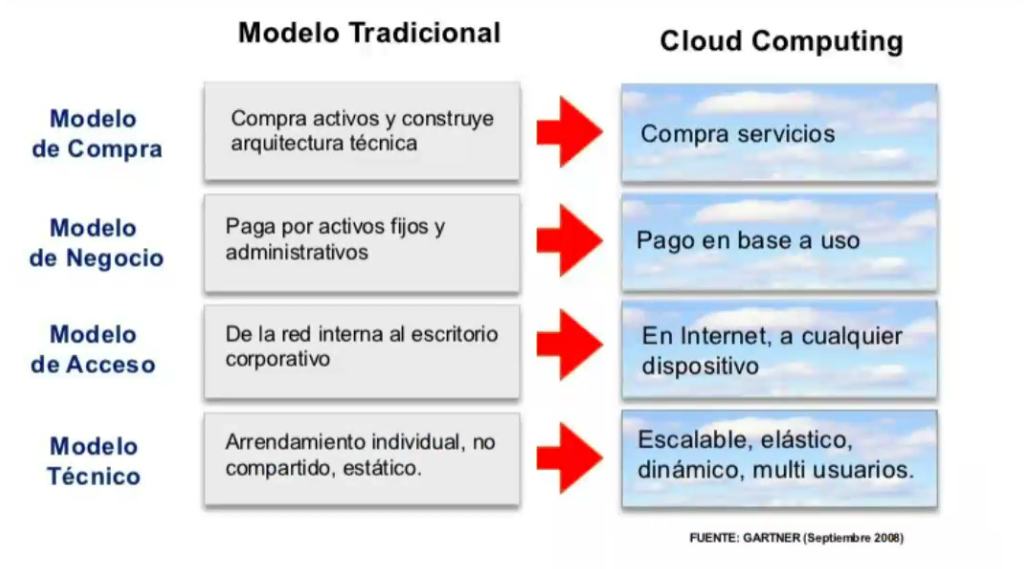 Modelo Tradicional
Cloud Computing
Modelo
de Compra
Compra activos y construye
arquitectura técnica
Compra servicios
Modelo
de Negocio
Paga por activos fijos y
administrativos
Pago en base a uso
Modelo
de Acceso
De la red interna al escritorio
corporativo
En Internet, a cualquier
dispositivo
Modelo
Técnico
Arrendamiento individual, no
compartido, estático.
Escalable, elástico,
dinámico, multi usuarios.
FUENTE: GARTNER (Septiembre 2008)